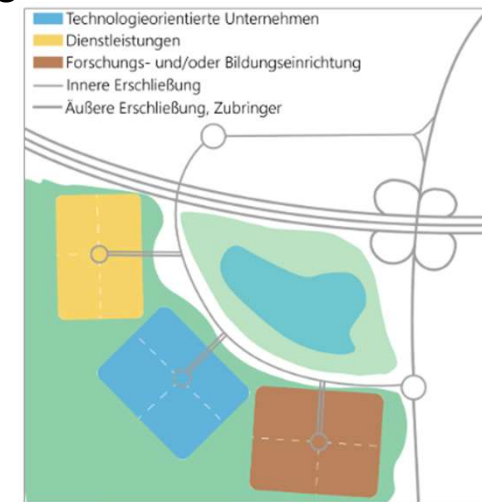 Technologieorientierte Unternehmen
Dienstleistungen
Forschungs- und/oder Bildungseinrichtung
Innere Erschließung
Äußere Erschließung, Zubringer